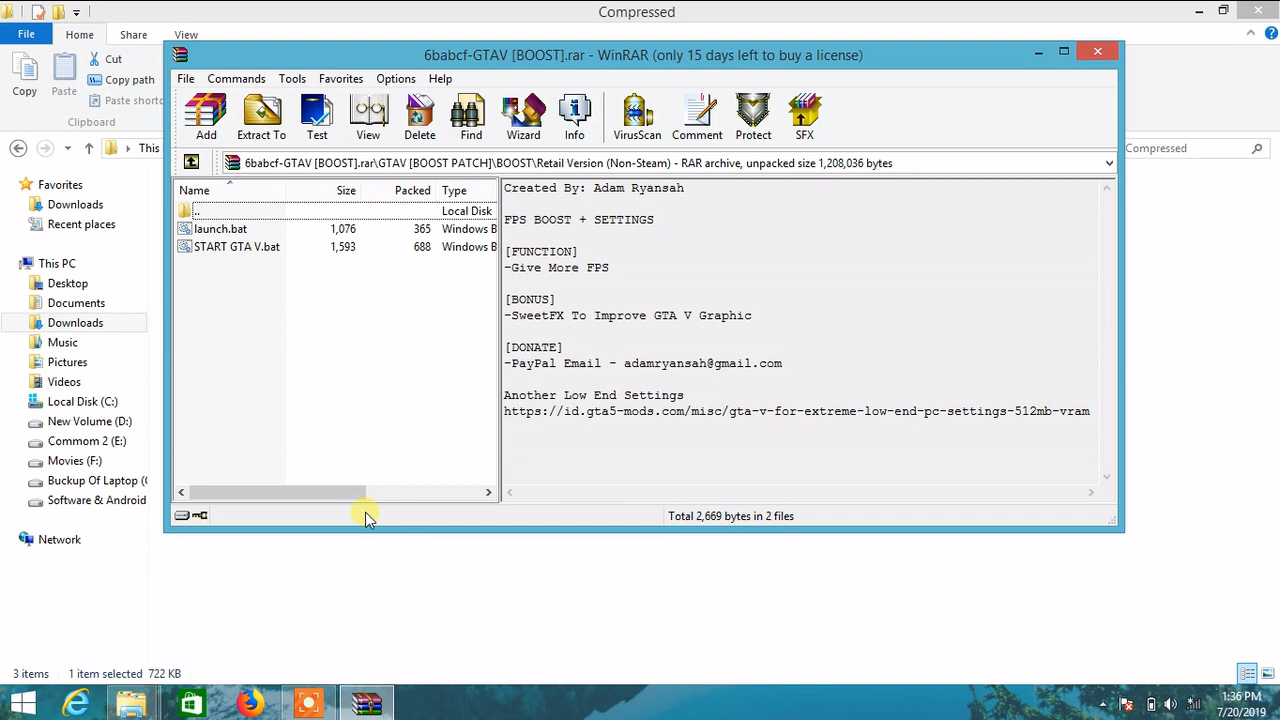 Compressed
File
Home
Share
View
Copy
Paste
Cut
Copy path
Paste shortc
Clipboard
This
Compressed
Favorites
Downloads
Recent places
This PC
Desktop
Documents
Downloads
Music
Pictures
Videos
Local Disk (C:)
New Volume (D:)
Commom 2 (E:)
Movies (F:)
Buckup Of Laptop (
Software & Android
Network
6babcf-GTAV [BOOST].rar - WinRAR (only 15 days left to buy a license)
File Commands Tools Favorites Options Help
Add Extract To Test View Delete Find Wizard Info VirusScan Comment Protect SFX
6babcf-GTAV [BOOST].rar\GTAV [BOOST PATCH]\BOOST\Retail Version (Non-Steam) - RAR archive, unpacked size 1,208,036 bytes
Name Size Packed Type
.. Local Disk
launch.bat 1,076 365 Windows B
START GTA V.bat 1,593 688 Windows B
Created By: Adam Ryansah
FPS BOOST + SETTINGS
[FUNCTION]
-Give More FPS
[BONUS]
-SweetFX To Improve GTA V Graphic
[DONATE]
-PayPal Email - adamryansah@gmail.com
Another Low End Settings
https://id.gta5-mods.com/misc/gta-v-for-extreme-low-end-pc-settings-512mb-vram
Total 2,669 bytes in 2 files
3 items 1 item selected 722 KB
1:36 PM
7/20/2019